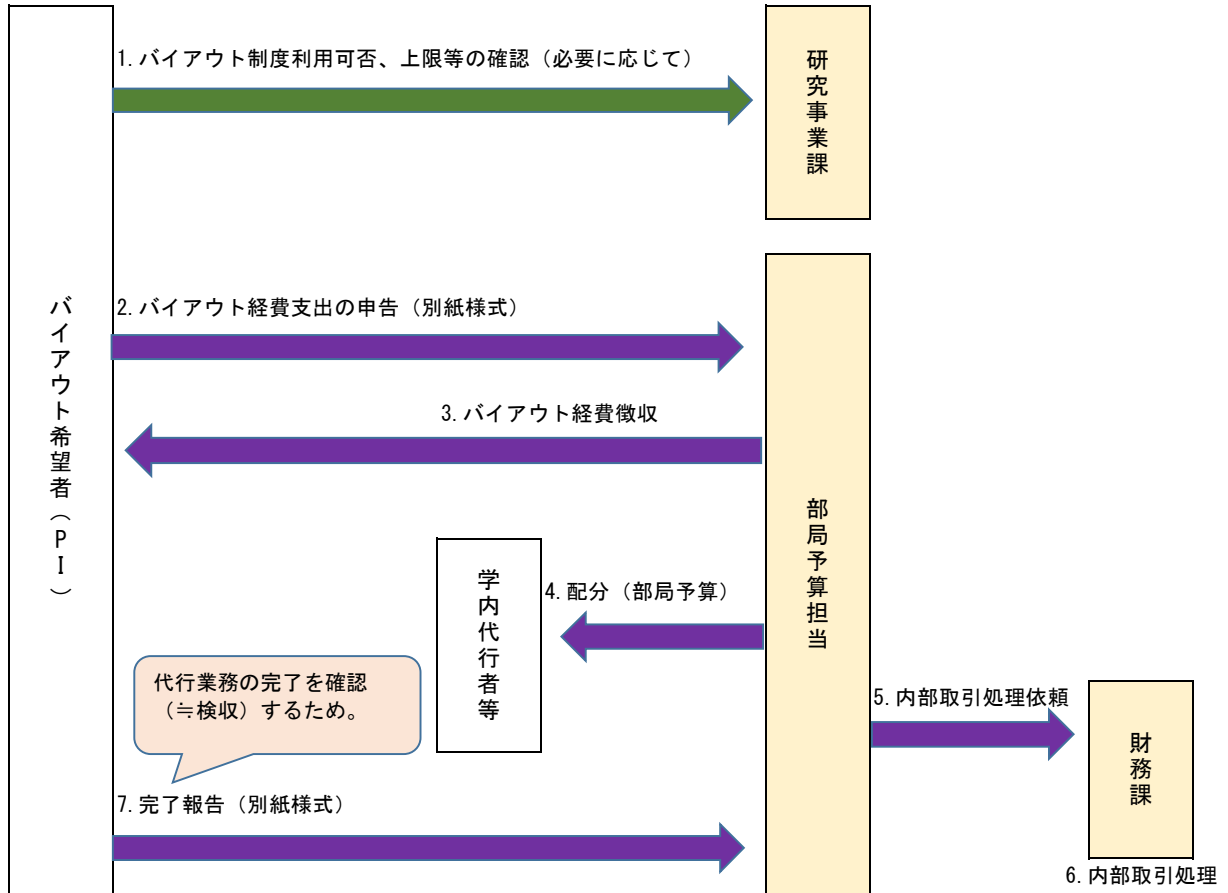 1.バイアウト制度利用可否、上限等の確認（必要に応じて）
研究事業課
バイアウト希望者（PI）
2.バイアウト経費支出の申告（別紙様式）
3.バイアウト経費徴収
部局予算担当
学内代行者等
4.配分（部局予算）
代行業務の完了を確認
（≒検収）するため。
5.内部取引処理依頼
財務課
7.完了報告（別紙様式）
6.内部取引処理